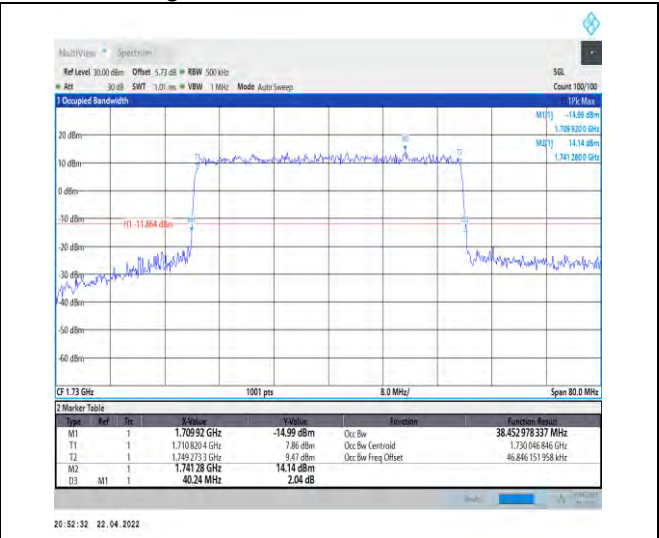 MultiView Spectrum
Ref Level 30.00 dBm Offset 5.73 dB RBW 500 kHz SGL
Att 30 dB SWT 1.01 ms VBW 1 MHz Mode Auto Sweep Count 100/100
1 Occupied Bandwidth 1Pk Max
M1[1] -14.99 dBm
1.709 920 0 GHz
M2[1] 14.14 dBm
1.741 280 0 GHz
20 dBm
10 dBm
0 dBm
-10 dBm
H1 -11.864 dBm
-20 dBm
-30 dBm
-40 dBm
-50 dBm
-60 dBm
CF 1.73 GHz 1001 pts 8.0 MHz/ Span 80.0 MHz
2 Marker Table
Type Ref Trc X-Value Y-Value Function Function Result
M1 1 1.709 92 GHz -14.99 dBm Occ Bw 38.452 978 337 MHz
T1 1 1.710 820 4 GHz 7.86 dBm Occ Bw Centroid 1.730 046 846 GHz
T2 1 1.749 273 3 GHz 9.47 dBm Occ Bw Freq Offset 46.846 151 958 kHz
M2 1 1.741 28 GHz 14.14 dBm
D3 M1 1 40.24 MHz 2.04 dB
20:52:32 22.04.2022